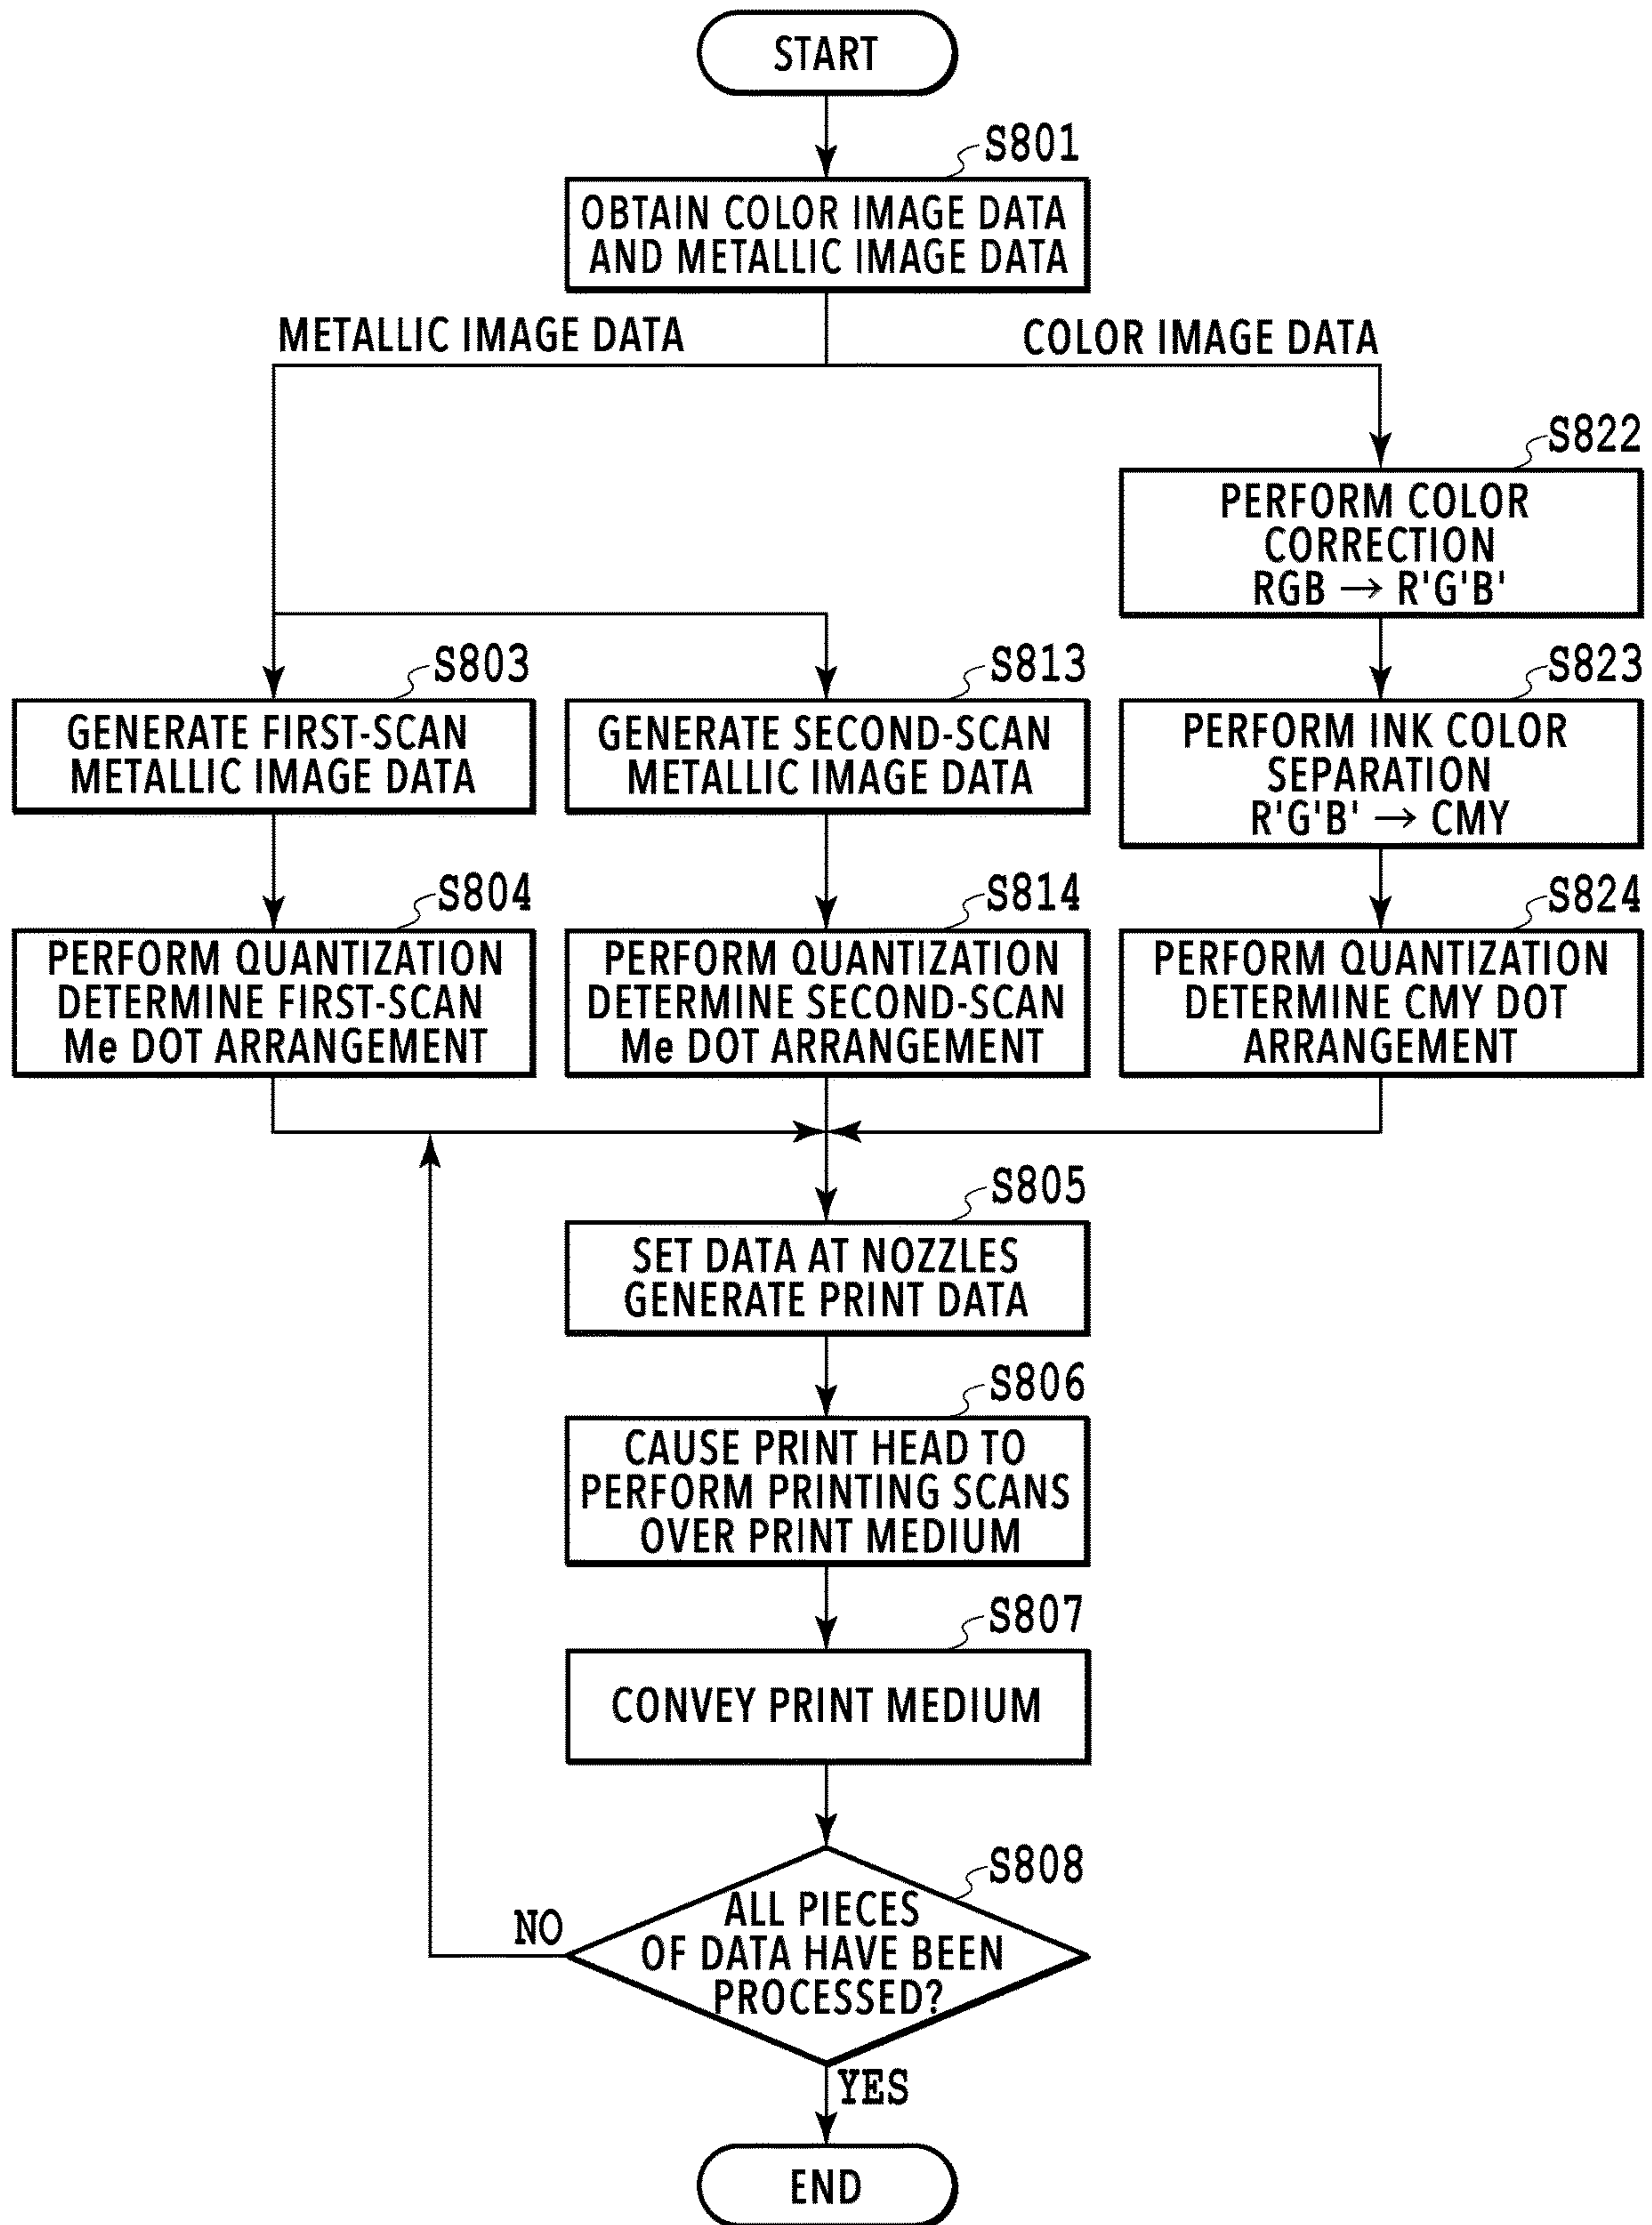 START
S801
OBTAIN COLOR IMAGE DATA
AND METALLIC IMAGE DATA
METALLIC IMAGE DATA
COLOR IMAGE DATA
S822
PERFORM COLOR
CORRECTION
RGB → R'G'B'
S803
GENERATE FIRST-SCAN
METALLIC IMAGE DATA
S813
GENERATE SECOND-SCAN
METALLIC IMAGE DATA
S823
PERFORM INK COLOR
SEPARATION
R'G'B' → CMY
S804
PERFORM QUANTIZATION
DETERMINE FIRST-SCAN
Me DOT ARRANGEMENT
S814
PERFORM QUANTIZATION
DETERMINE SECOND-SCAN
Me DOT ARRANGEMENT
S824
PERFORM QUANTIZATION
DETERMINE CMY DOT
ARRANGEMENT
S805
SET DATA AT NOZZLES
GENERATE PRINT DATA
S806
CAUSE PRINT HEAD TO
PERFORM PRINTING SCANS
OVER PRINT MEDIUM
S807
CONVEY PRINT MEDIUM
S808
ALL PIECES
OF DATA HAVE BEEN
PROCESSED?
NO
YES
END